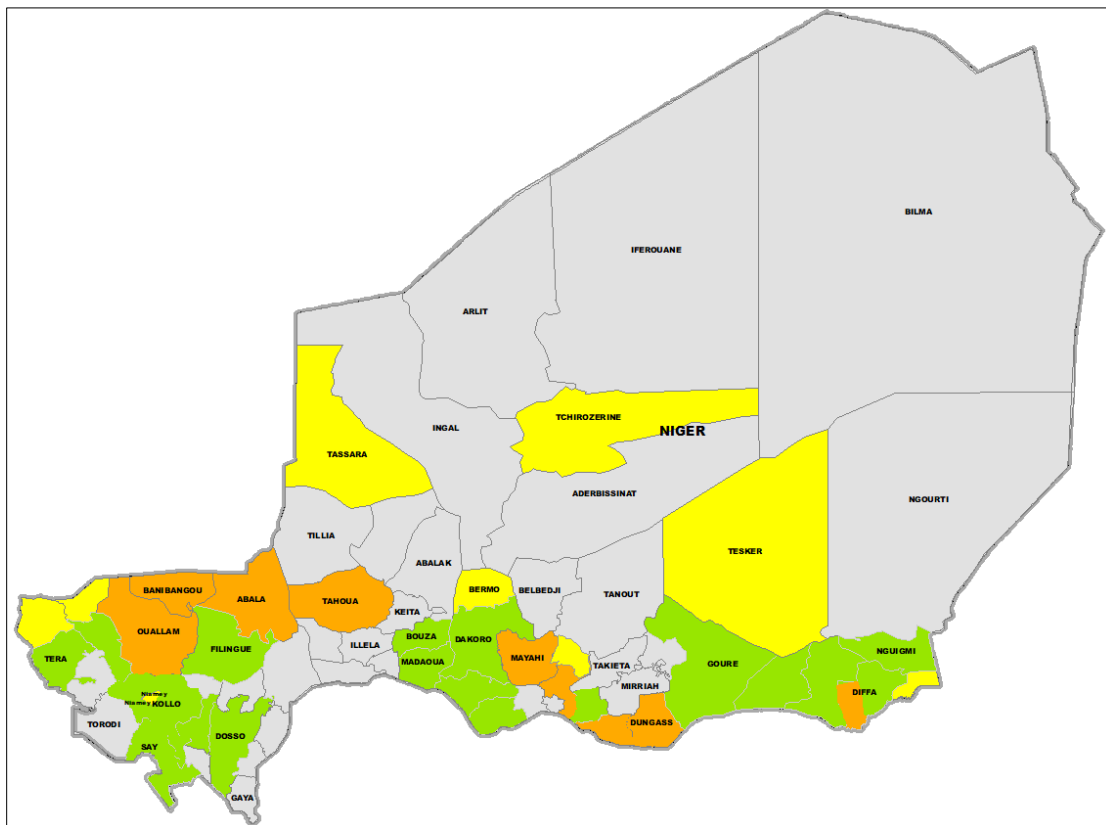 BILMA
IFEROUANE
ARLIT
TCHIROZERINE
INGAL
NIGER
TASSARA
ADERBISSINAT
NGOURTI
TILLIA
TESKER
ABALAK
BANIBANGOU
BERMO
BELBEDJI
ABALA
TAHOUA
TANOUT
KEITA
OUALLAM
BOUZA
DAKORO
ILLELA
FILINGUE
NGUIGMI
TERA
MADAOUA
MAYAHI
TAKIETA
GOURE
MIRRIAH
DIFFA
Niamey
Niamey
KOLLO
TORODI
DUNGASS
DOSSO
SAY
GAYA